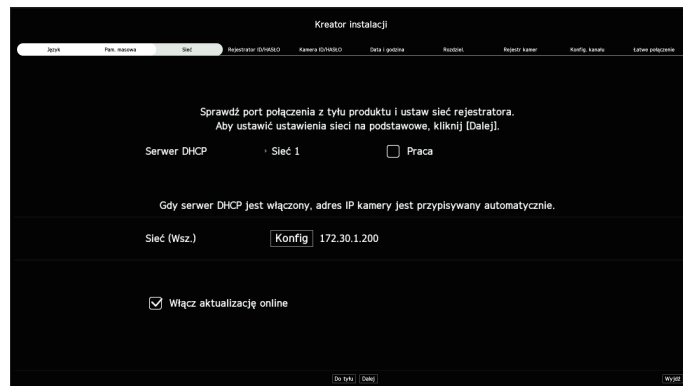 Kreator instalacji
Język Pam. masowa Sieć Rejestrator ID/HASŁO Kamera ID/HASŁO Data i godzina Rozdziel. Rejestr kamer Konfig. kanału Łatwe połączenie
Sprawdź port połączenia z tyłu produktu i ustaw sieć rejestratora.
Aby ustawić ustawienia sieci na podstawowe, kliknij [Dalej].
Serwer DHCP Sieć 1 Praca
Gdy serwer DHCP jest włączony, adres IP kamery jest przypisywany automatycznie.
Sieć (Wsz.) Konfig 172.30.1.200
Włącz aktualizację online
Do tyłu Dalej Wyjdź